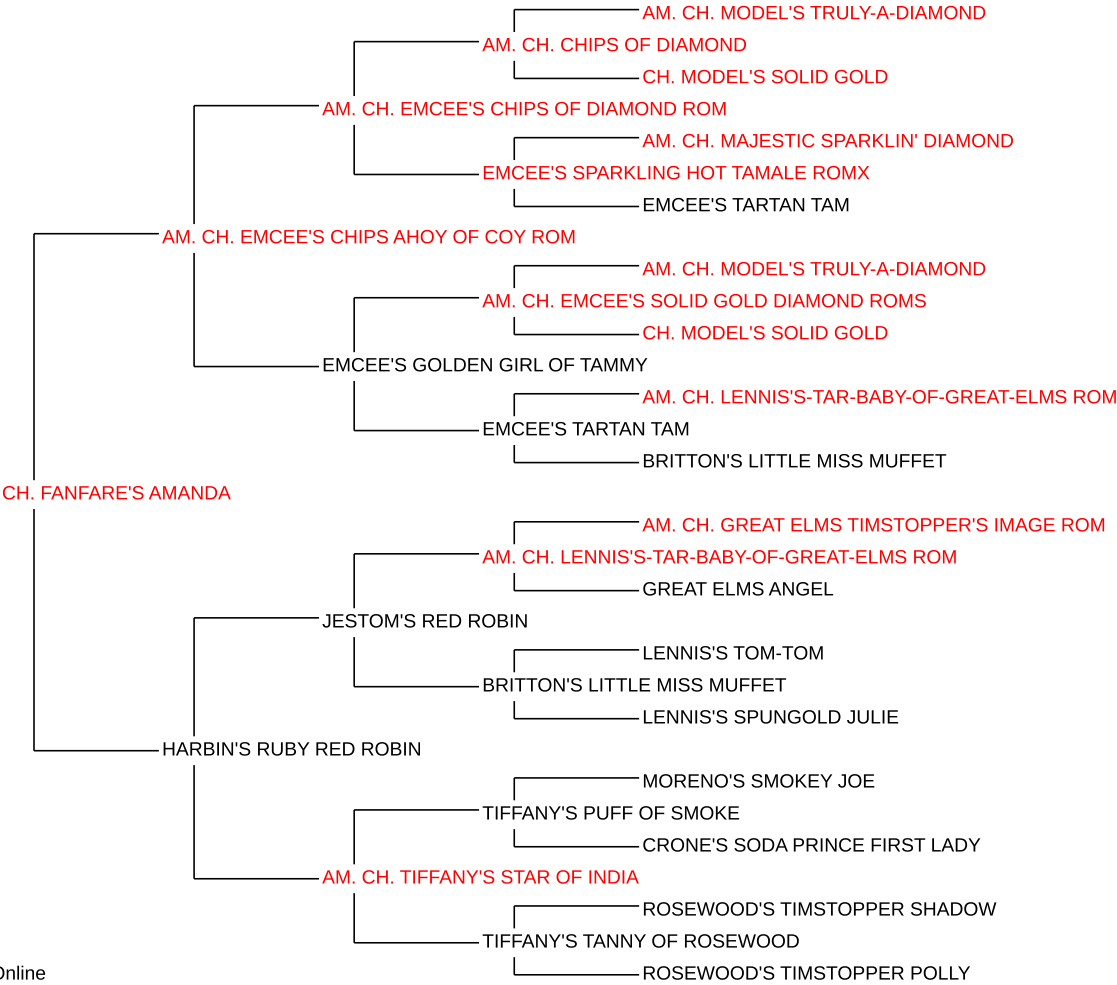 AM. CH. MODEL'S TRULY-A-DIAMOND
AM. CH. CHIPS OF DIAMOND
CH. MODEL'S SOLID GOLD
AM. CH. EMCEE'S CHIPS OF DIAMOND ROM
AM. CH. MAJESTIC SPARKLIN' DIAMOND
EMCEE'S SPARKLING HOT TAMALE ROMX
EMCEE'S TARTAN TAM
AM. CH. EMCEE'S CHIPS AHOY OF COY ROM
AM. CH. MODEL'S TRULY-A-DIAMOND
AM. CH. EMCEE'S SOLID GOLD DIAMOND ROMS
CH. MODEL'S SOLID GOLD
EMCEE'S GOLDEN GIRL OF TAMMY
AM. CH. LENNIS'S-TAR-BABY-OF-GREAT-ELMS ROM
EMCEE'S TARTAN TAM
BRITTON'S LITTLE MISS MUFFET
CH. FANFARE'S AMANDA
AM. CH. GREAT ELMS TIMSTOPPER'S IMAGE ROM
AM. CH. LENNIS'S-TAR-BABY-OF-GREAT-ELMS ROM
GREAT ELMS ANGEL
JESTOM'S RED ROBIN
LENNIS'S TOM-TOM
BRITTON'S LITTLE MISS MUFFET
LENNIS'S SPUNGOLD JULIE
HARBIN'S RUBY RED ROBIN
MORENO'S SMOKEY JOE
TIFFANY'S PUFF OF SMOKE
CRONE'S SODA PRINCE FIRST LADY
AM. CH. TIFFANY'S STAR OF INDIA
ROSEWOOD'S TIMSTOPPER SHADOW
TIFFANY'S TANNY OF ROSEWOOD
ROSEWOOD'S TIMSTOPPER POLLY
Online